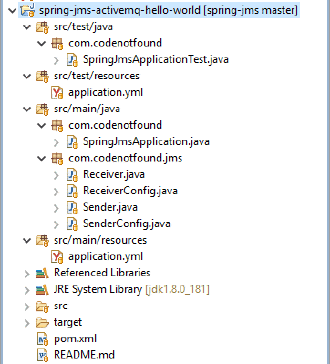 spring-jms-activemq-hello-world [spring-jms master]
src/test/java
com.codenotfound
SpringJmsApplicationTest.java
src/test/resources
application.yml
src/main/java
com.codenotfound
SpringJmsApplication.java
com.codenotfound.jms
Receiver.java
ReceiverConfig.java
Sender.java
SenderConfig.java
src/main/resources
application.yml
Referenced Libraries
JRE System Library [jdk1.8.0_181]
src
target
pom.xml
README.md